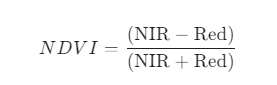 NDVI = (NIR − Red) / (NIR + Red)